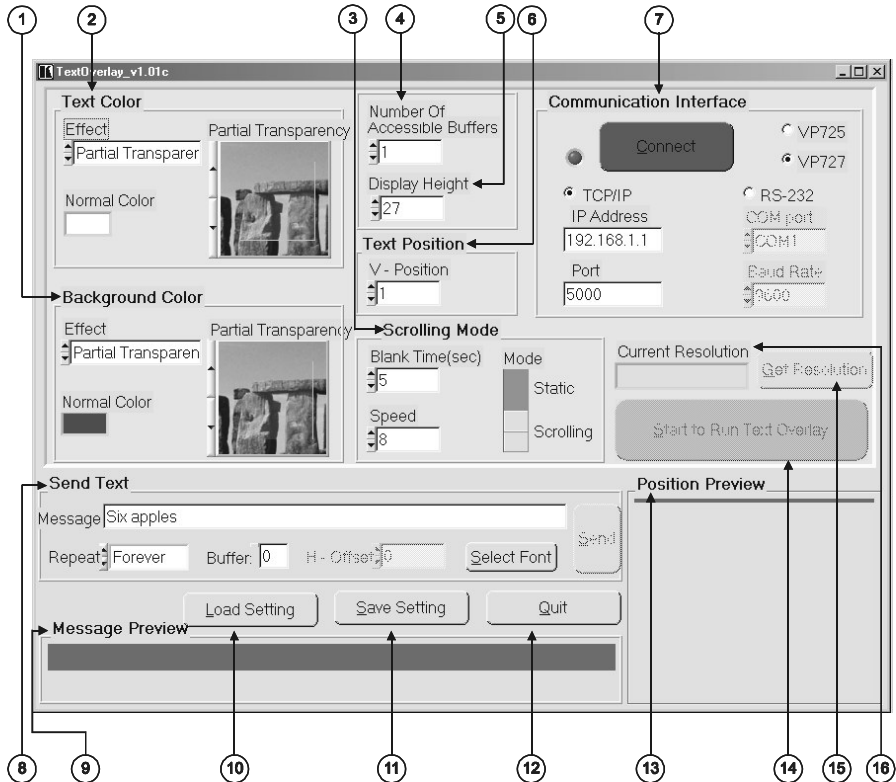 1 2 3 4 5 6 7
TextOverlay_v1.01c
Text Color
Effect
Partial Transparer
Partial Transparency
Normal Color
Number Of
Accessible Buffers
1
Display Height
27
Text Position
V - Position
1
Communication Interface
Connect
VP725
VP727
TCP/IP
RS-232
IP Address
COM port
192.168.1.1
COM1
Port
Baud Rate
5000
9600
Background Color
Effect
Partial Transparen
Partial Transparency
Normal Color
Scrolling Mode
Blank Time(sec)
Mode
5
Static
Speed
8
Scrolling
Current Resolution
Get Resolution
Start to Run Text Overlay
Send Text
Message Six apples
Repeat Forever Buffer: 0 H - Offset 0 Select Font
Send
Load Setting Save Setting Quit
Message Preview
Position Preview
8 9 10 11 12 13 14 15 16